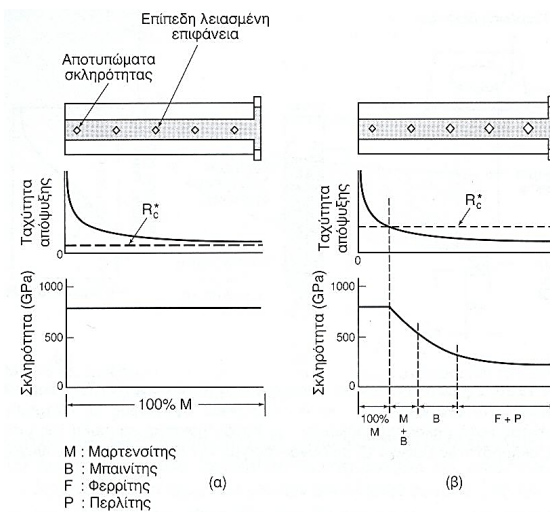 Επίπεδη λειασμένη
επιφάνεια
Αποτυπώματα
σκληρότητας
Ταχύτητα
απόψυξης
R*c
0
Σκληρότητα (GPa)
1000
500
0
100% M
M : Μαρτενσίτης
B : Μπαινίτης
F : Φερρίτης
P : Περλίτης
(α)
Ταχύτητα
απόψυξης
R*c
0
Σκληρότητα (GPa)
1000
500
0
100%
M
M
+
B
B
F + P
(β)